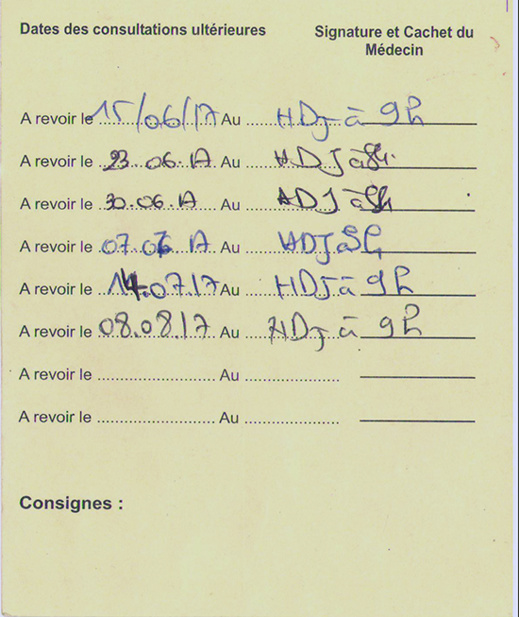 Dates des consultations ultérieures
Signature et Cachet du Médecin
A revoir le 15/06/17 Au HDJ à 9h
A revoir le 23.06.17 Au HDJ à 8h
A revoir le 30.06.17 Au HDJ à 8h
A revoir le 07.07.17 Au HDJ à 8h
A revoir le 14.07.17 Au HDJ à 9h
A revoir le 08.08.17 Au HDJ à 9h
A revoir le .......................... Au .....................
A revoir le .......................... Au .....................
Consignes :